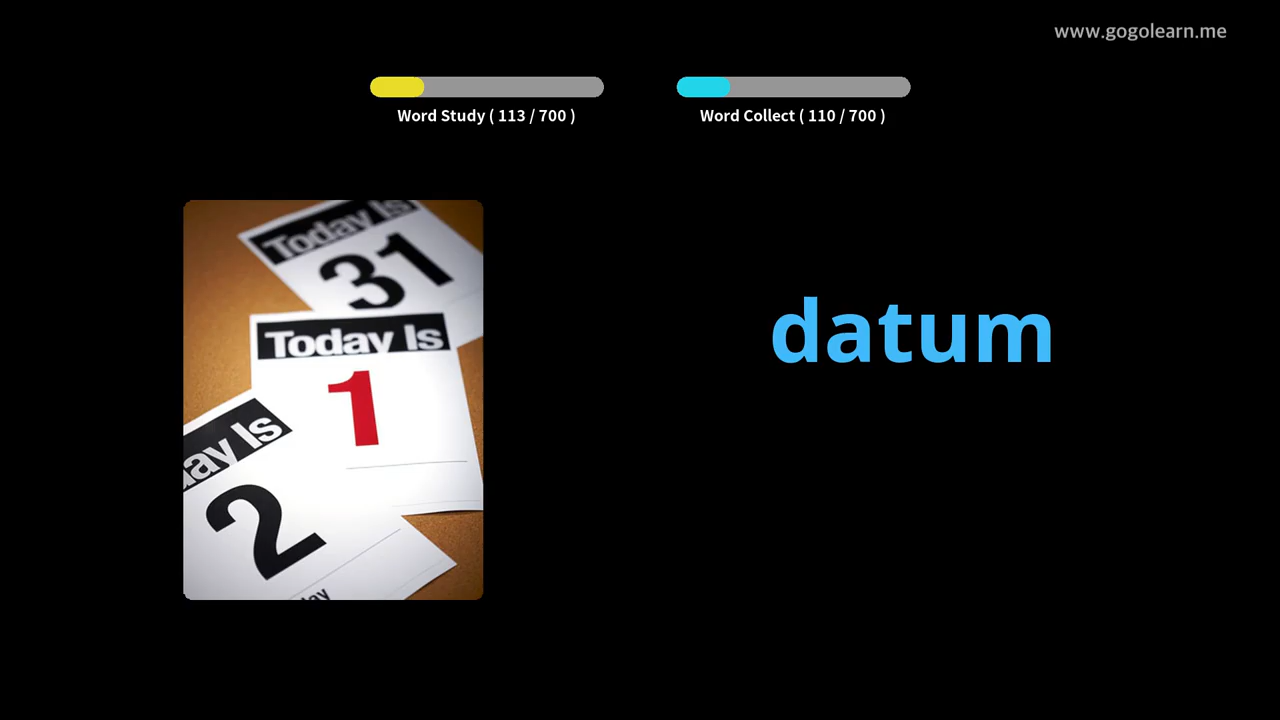 www.gogolearn.me
Word Study ( 113 / 700 )
Word Collect ( 110 / 700 )
Today Is
31
Today Is
1
ay Is
2
datum